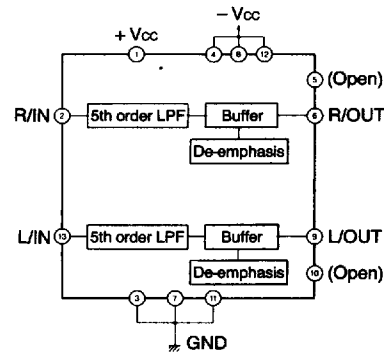 − Vcc
+ Vcc
1
4
8
12
5
(Open)
R/IN
2
5th order LPF
Buffer
6
R/OUT
De-emphasis
L/IN
13
5th order LPF
Buffer
9
L/OUT
De-emphasis
10
(Open)
3
7
11
GND